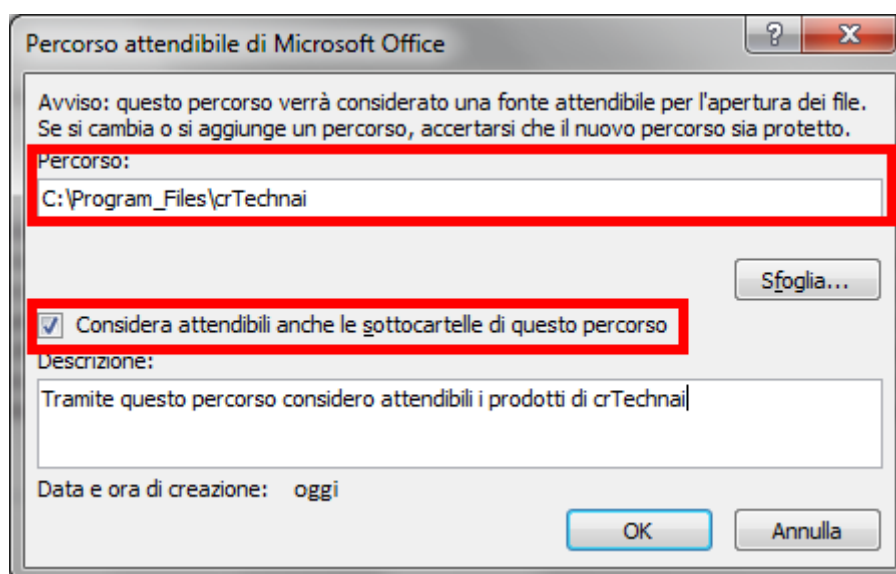 Percorso attendibile di Microsoft Office
Avviso: questo percorso verrà considerato una fonte attendibile per l'apertura dei file.
Se si cambia o si aggiunge un percorso, accertarsi che il nuovo percorso sia protetto.
Percorso:
C:\Program_Files\crTechnai
Sfoglia...
Considera attendibili anche le sottocartelle di questo percorso
Descrizione:
Tramite questo percorso considero attendibili i prodotti di crTechnai
Data e ora di creazione: oggi
OK Annulla